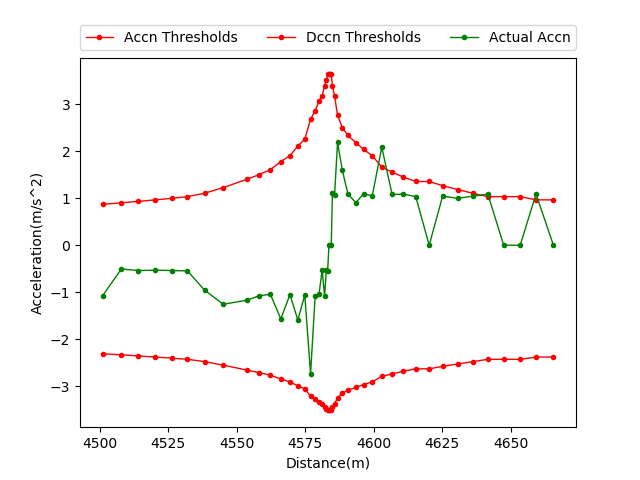 Accn Thresholds Dccn Thresholds Actual Accn
3
2
1
0
−1
−2
−3
Acceleration(m/s^2)
4500 4525 4550 4575 4600 4625 4650
Distance(m)